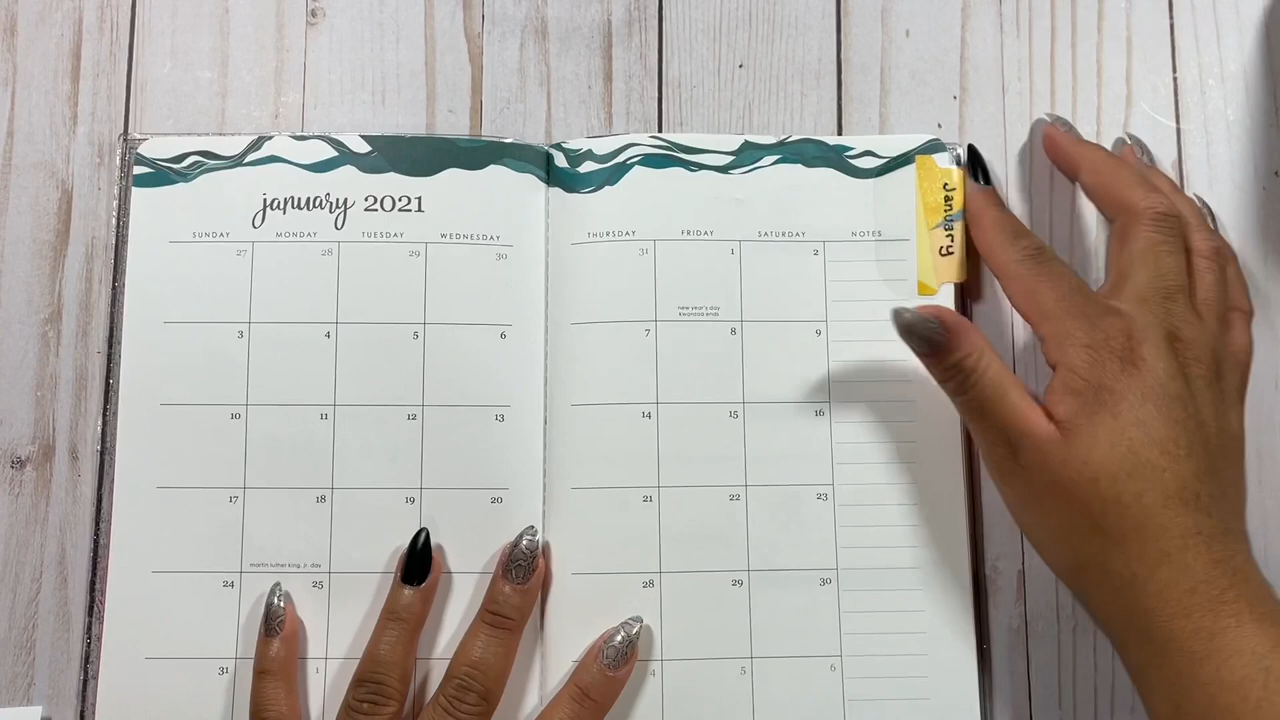 january 2021
SUNDAY MONDAY TUESDAY WEDNESDAY THURSDAY FRIDAY SATURDAY NOTES
January
27 28 29 30 31 1 2
new year's day
kwanzaa ends
3 4 5 6 7 8 9
10 11 12 13 14 15 16
17 18 19 20 21 22 23
martin luther king, jr. day
24 25 28 29 30
31 1 4 5 6